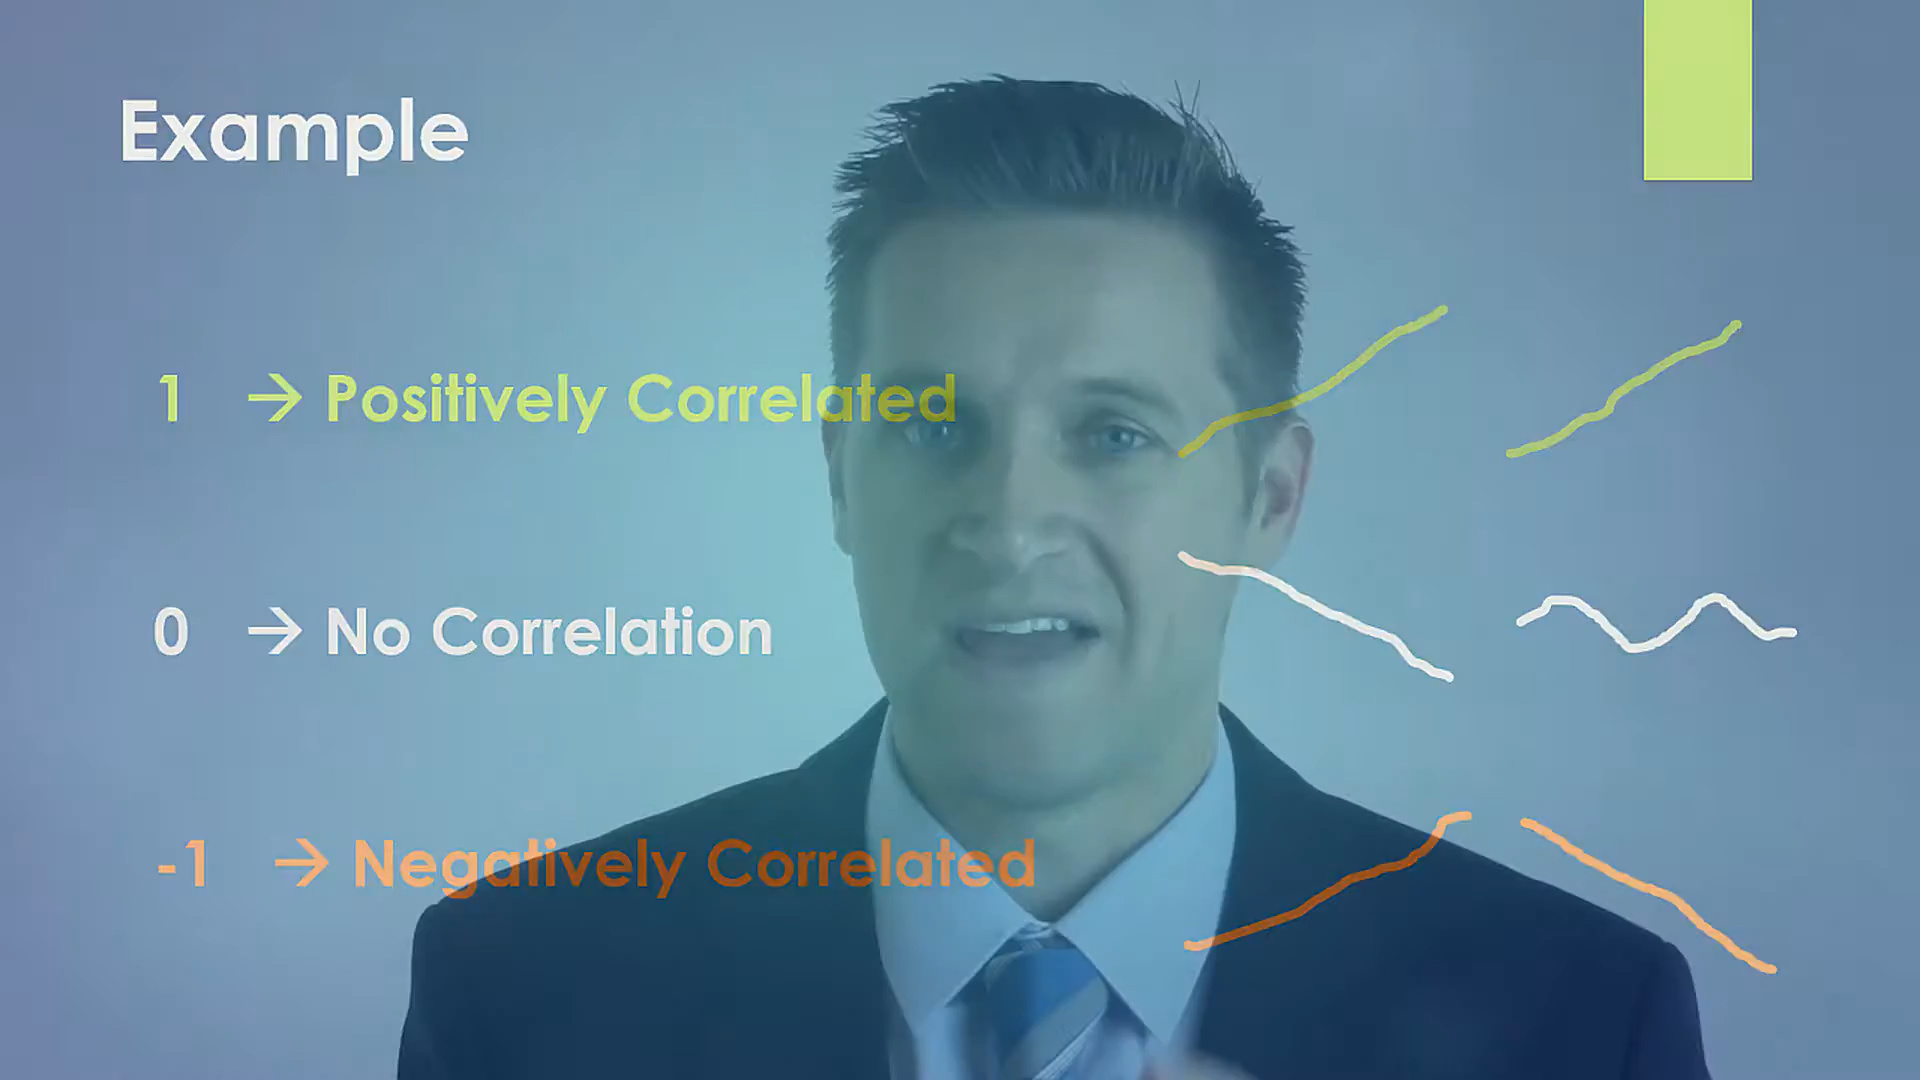 Example
1 → Positively Correlated
0 → No Correlation
-1 → Negatively Correlated